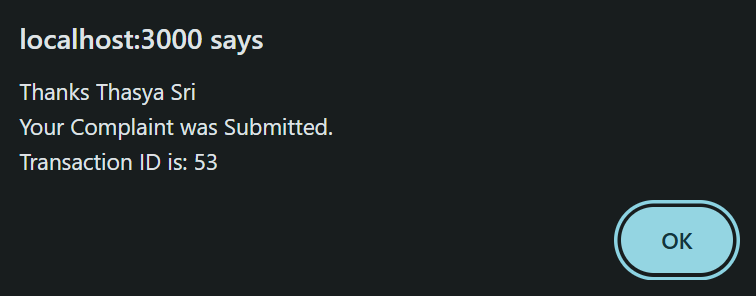 localhost:3000 says
Thanks Thasya Sri
Your Complaint was Submitted.
Transaction ID is: 53
OK